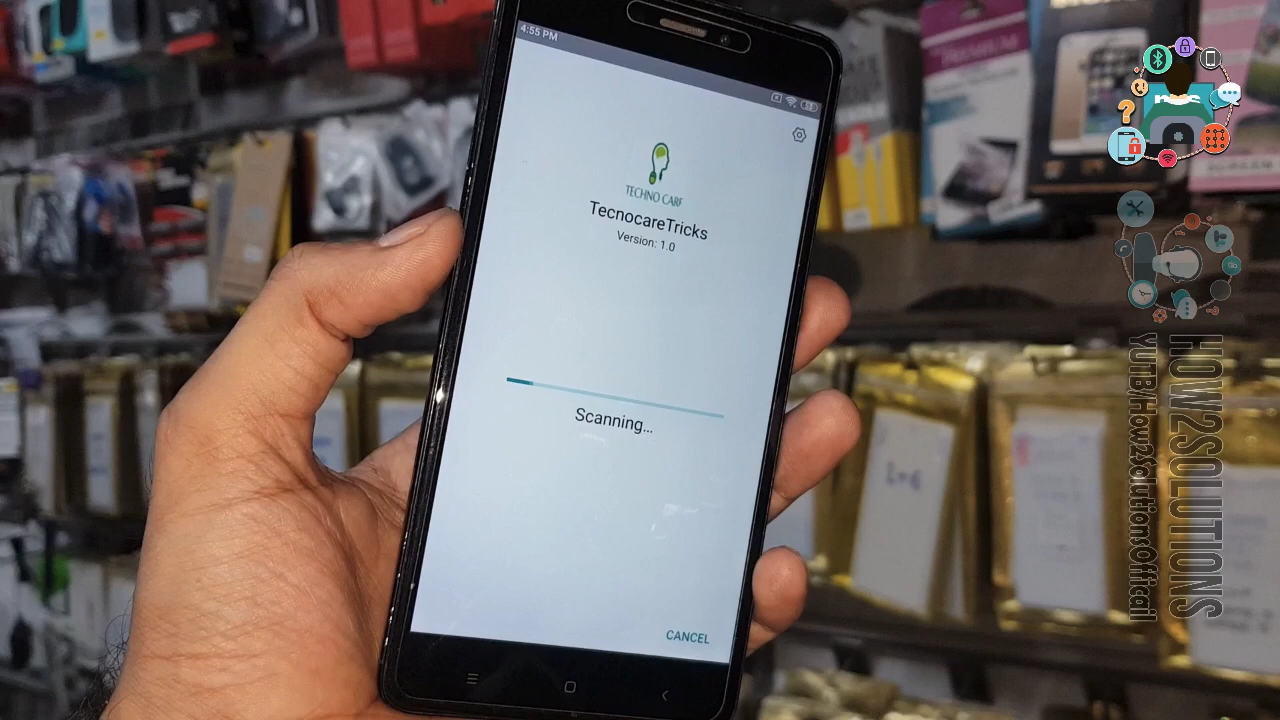 4:55 PM
TECHNO CARE
TecnocareTricks
Version: 1.0
Scanning...
CANCEL
HOW2SOLUTIONS
YUTB/How2SolutionsOfficail